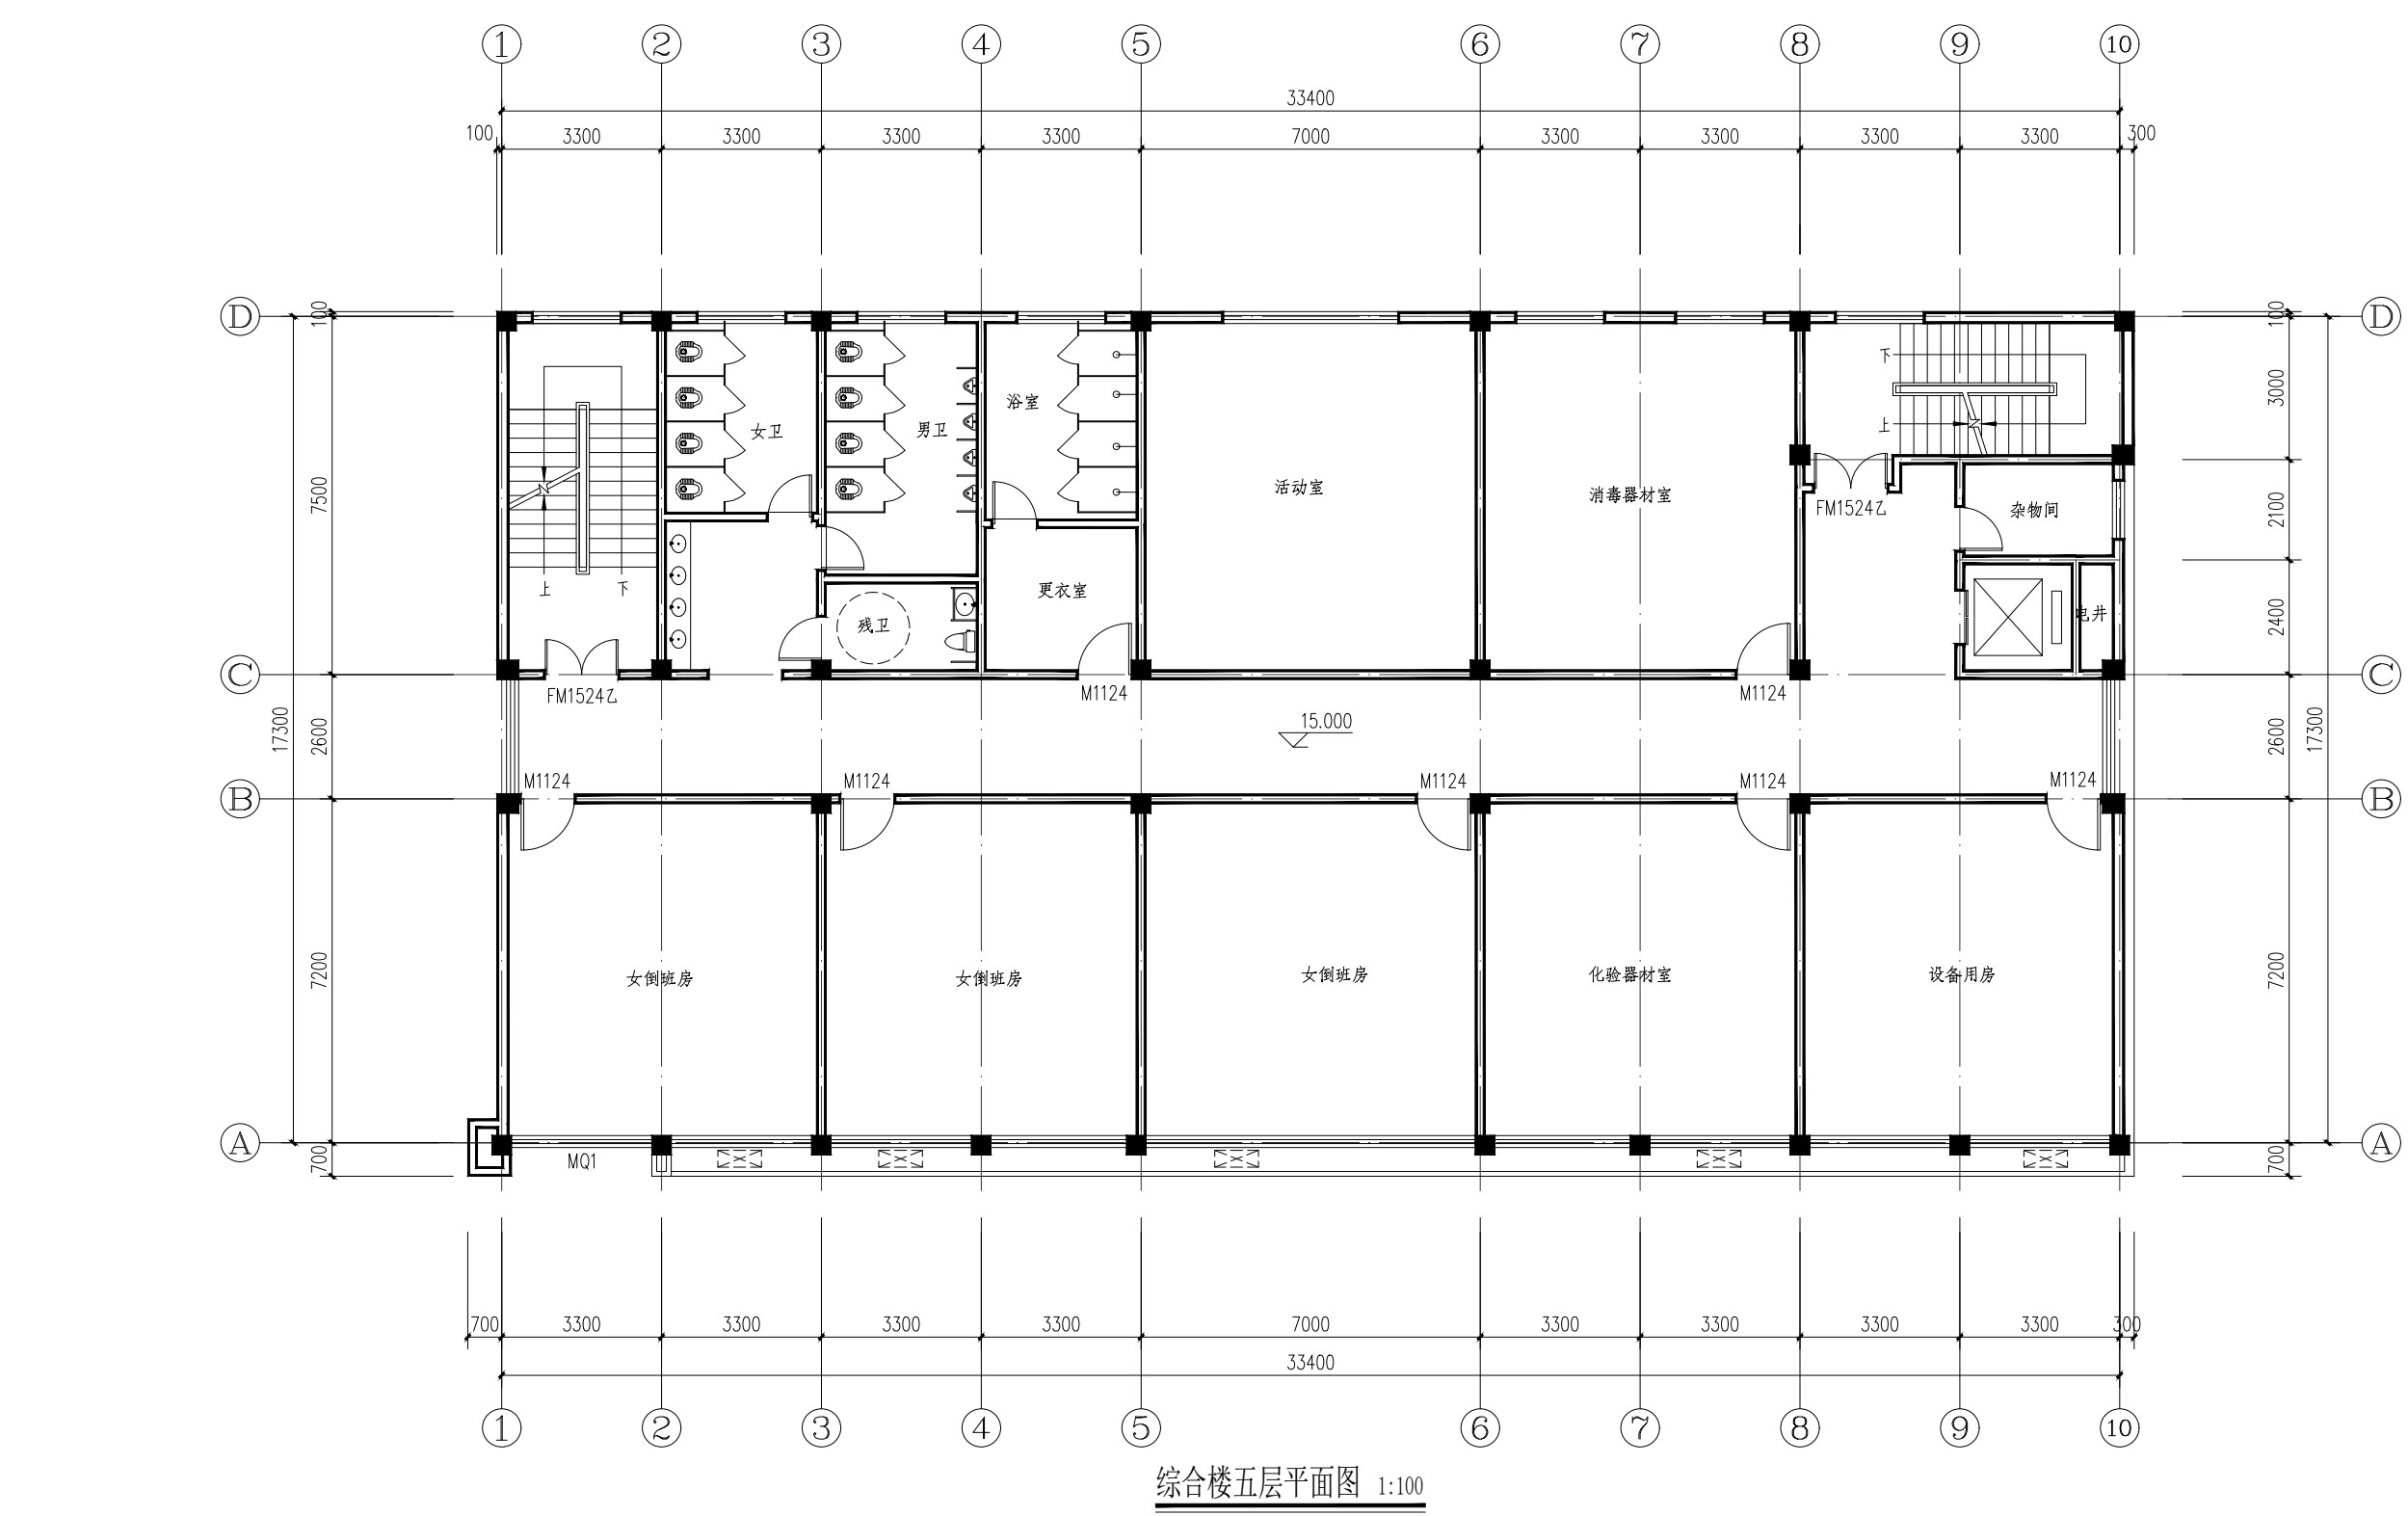 1 2 3 4 5 6 7 8 9 10
33400
100 3300 3300 3300 3300 7000 3300 3300 3300 3300 300
D 100 100 D
下
3000
浴室
女卫 男卫
上
活动室 消毒器材室
7500
FM1524乙 杂物间 2100
上 下 更衣室
电井 2400
残卫
C C
FM1524乙 M1124 M1124
17300 2600 15.000 2600 17300
M1124 M1124 M1124 M1124 M1124
B B
7200 女倒班房 女倒班房 女倒班房 化验器材室 设备用房 7200
A A
700 MQ1 700
700 3300 3300 3300 3300 7000 3300 3300 3300 3300 300
33400
1 2 3 4 5 6 7 8 9 10
综合楼五层平面图 1:100